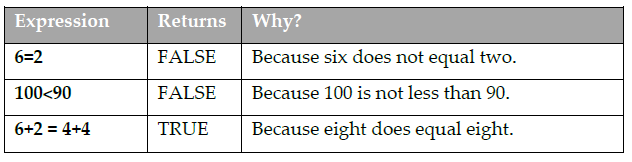 Expression Returns Why?
6=2 FALSE Because six does not equal two.
100<90 FALSE Because 100 is not less than 90.
6+2 = 4+4 TRUE Because eight does equal eight.